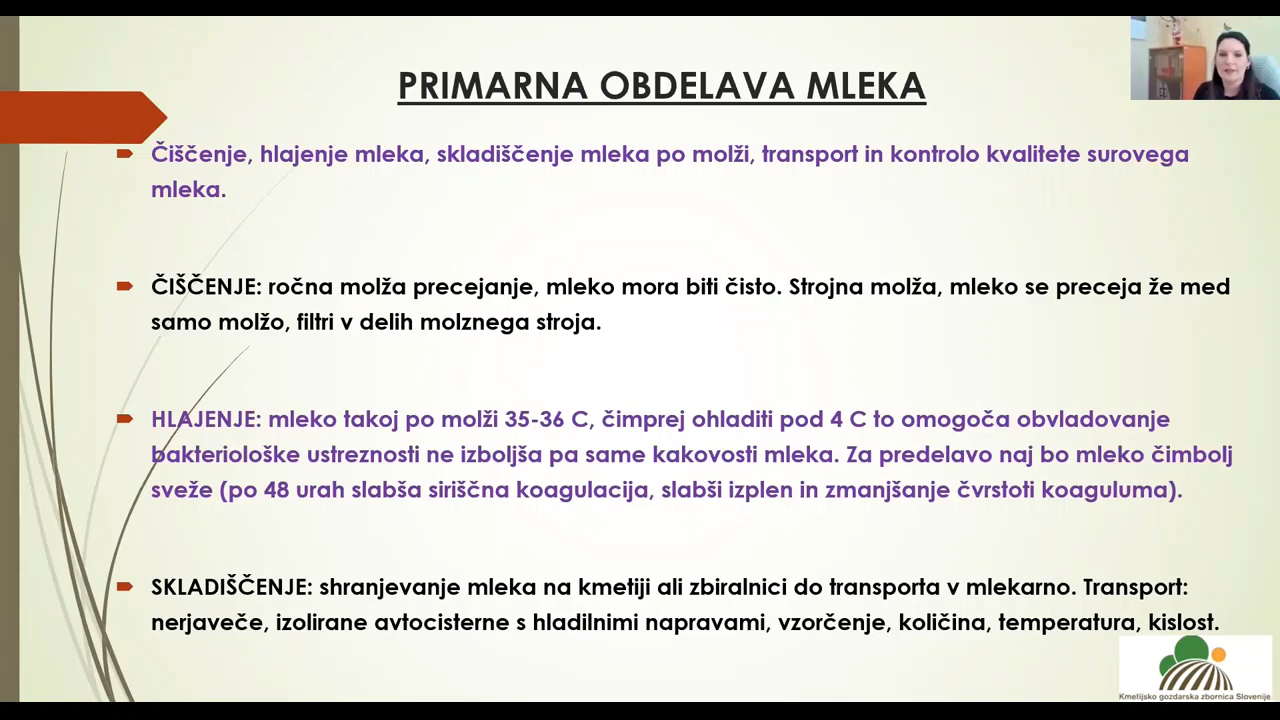 PRIMARNA OBDELAVA MLEKA
Čiščenje, hlajenje mleka, skladiščenje mleka po molži, transport in kontrolo kvalitete surovega
mleka.
ČIŠČENJE: ročna molža precejanje, mleko mora biti čisto. Strojna molža, mleko se preceja že med
samo molžo, filtri v delih molznega stroja.
HLAJENJE: mleko takoj po molži 35-36 C, čimprej ohladiti pod 4 C to omogoča obvladovanje
bakteriološke ustreznosti ne izboljša pa same kakovosti mleka. Za predelavo naj bo mleko čimbolj
sveže (po 48 urah slabša siriščna koagulacija, slabši izplen in zmanjšanje čvrstoti koaguluma).
SKLADIŠČENJE: shranjevanje mleka na kmetiji ali zbiralnici do transporta v mlekarno. Transport:
nerjaveče, izolirane avtocisterne s hladilnimi napravami, vzorčenje, količina, temperatura, kislost.
Kmetijsko gozdarska zbornica Slovenije